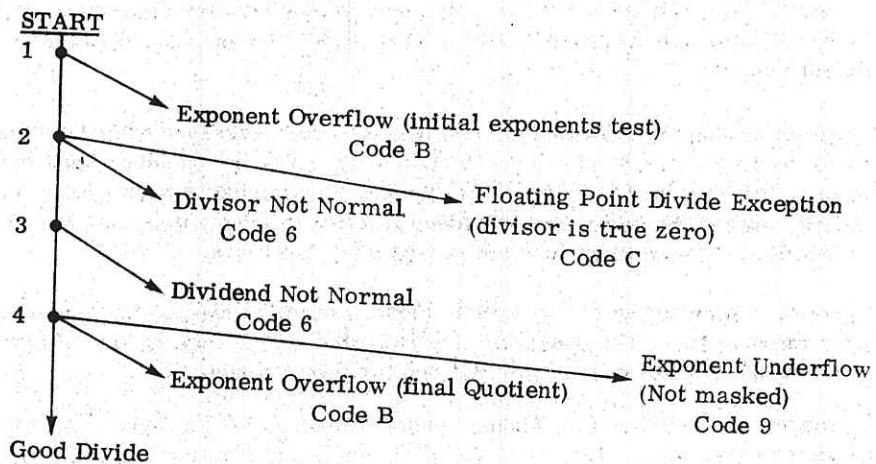 START
1
Exponent Overflow (initial exponents test)
Code B
2
Divisor Not Normal
Code 6
Floating Point Divide Exception
(divisor is true zero)
Code C
3
Dividend Not Normal
Code 6
4
Exponent Overflow (final Quotient)
Code B
Exponent Underflow
(Not masked)
Code 9
Good Divide